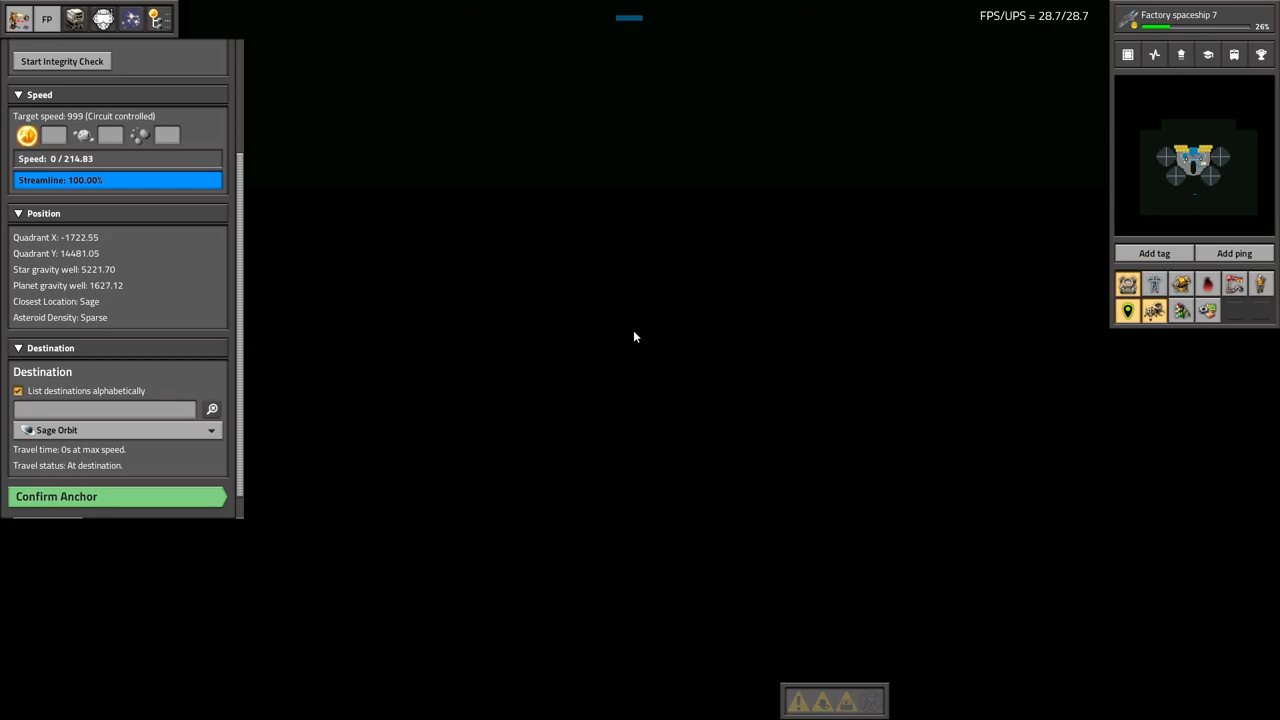 FP
FPS/UPS = 28.7/28.7
Factory spaceship 7
26%
Start Integrity Check
Speed
Target speed: 999 (Circuit controlled)
Speed: 0 / 214.83
Streamline: 100.00%
Position
Quadrant X: -1722.55
Quadrant Y: 14481.05
Star gravity well: 5221.70
Planet gravity well: 1627.12
Closest Location: Sage
Asteroid Density: Sparse
Destination
Destination
List destinations alphabetically
Sage Orbit
Travel time: 0s at max speed.
Travel status: At destination.
Confirm Anchor
Add tag
Add ping